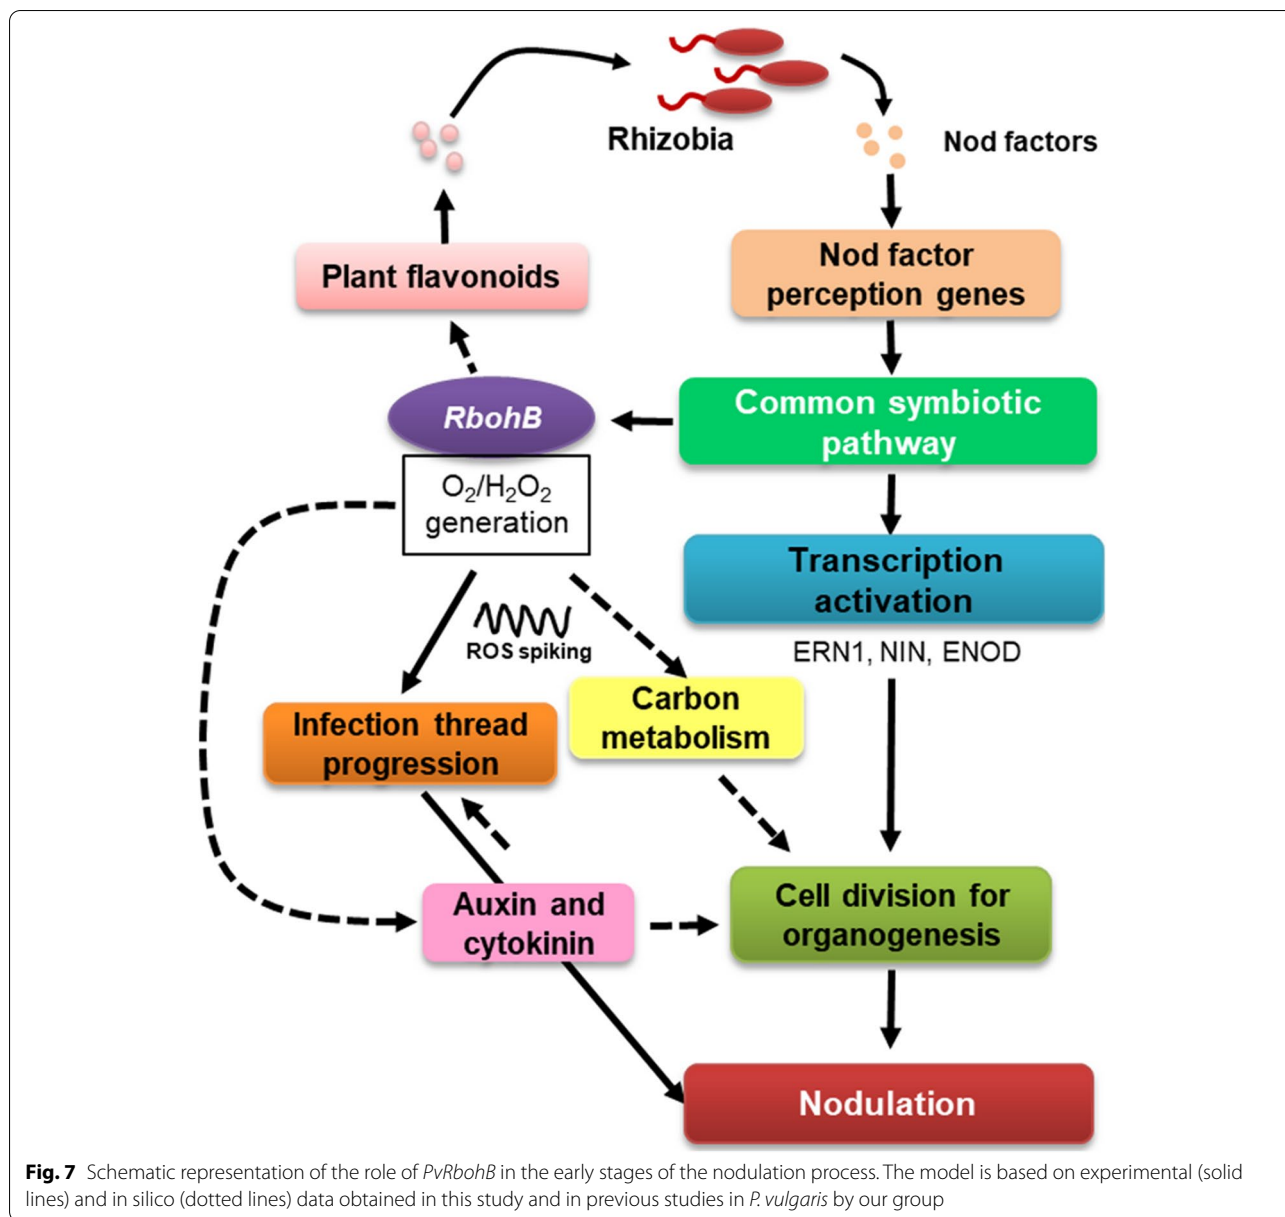 Rhizobia
Nod factors
Plant flavonoids
Nod factor
perception genes
RbohB
Common symbiotic
pathway
O₂/H₂O₂
generation
Transcription
activation
ERN1, NIN, ENOD
ROS spiking
Infection thread
progression
Carbon
metabolism
Auxin and
cytokinin
Cell division for
organogenesis
Nodulation
Fig. 7 Schematic representation of the role of PvRbohB in the early stages of the nodulation process. The model is based on experimental (solid
lines) and in silico (dotted lines) data obtained in this study and in previous studies in P. vulgaris by our group